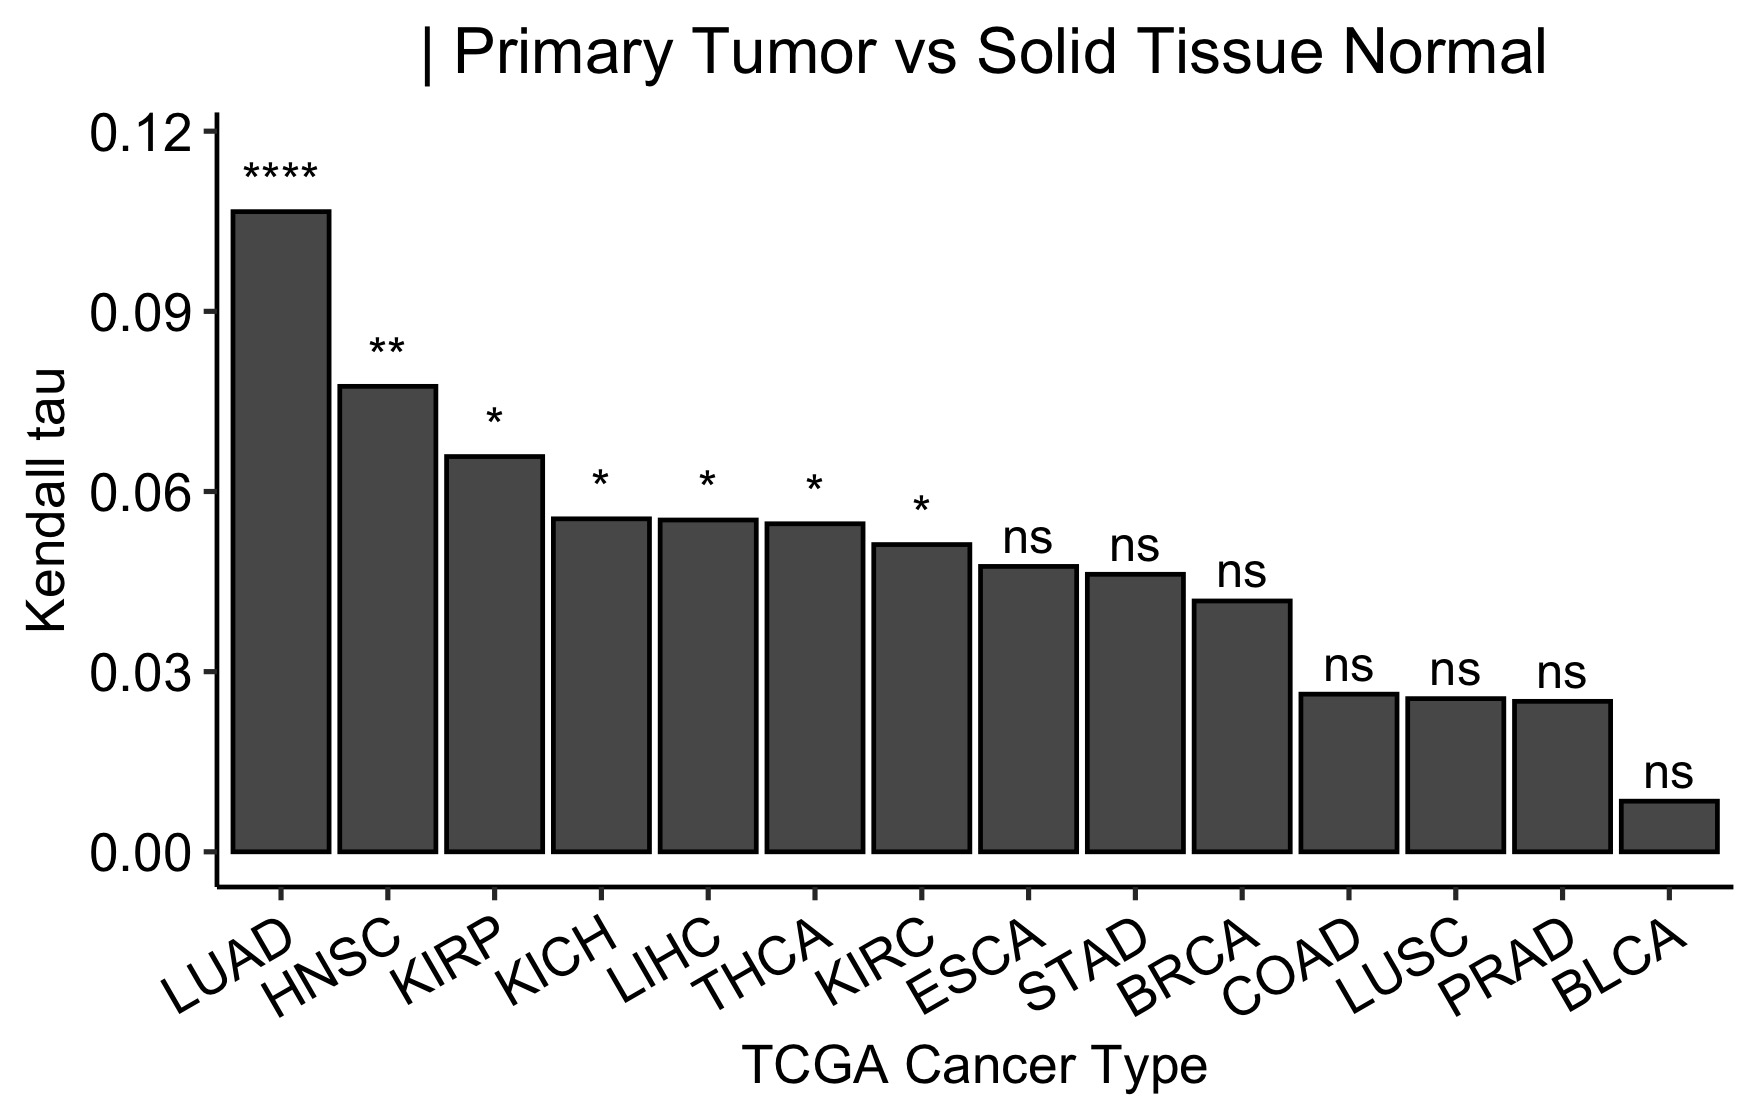 | Primary Tumor vs Solid Tissue Normal
Kendall tau
0.12
0.09
0.06
0.03
0.00
****
**
*
*
*
*
*
ns
ns
ns
ns
ns
ns
ns
LUAD
HNSC
KIRP
KICH
LIHC
THCA
KIRC
ESCA
STAD
BRCA
COAD
LUSC
PRAD
BLCA
TCGA Cancer Type